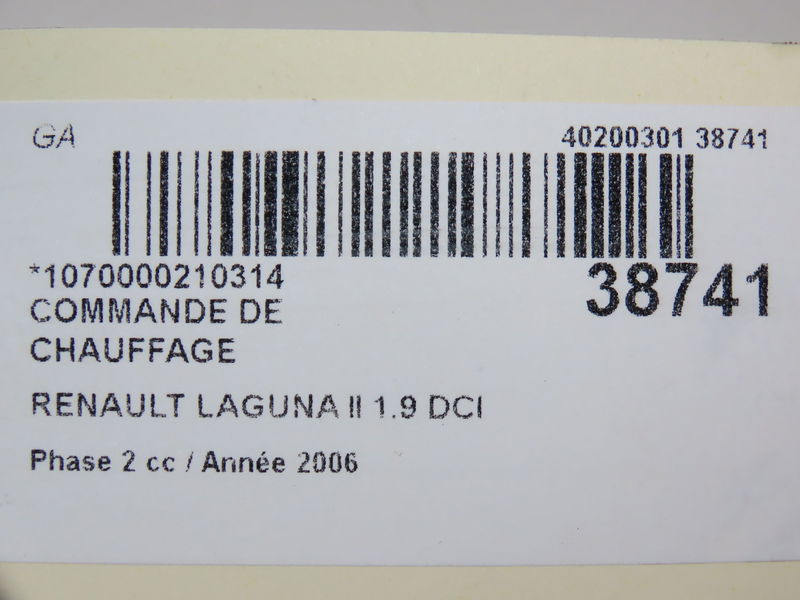 GA
40200301 38741
*1070000210314
38741
COMMANDE DE
CHAUFFAGE
RENAULT LAGUNA II 1.9 DCI
Phase 2 cc / Année 2006